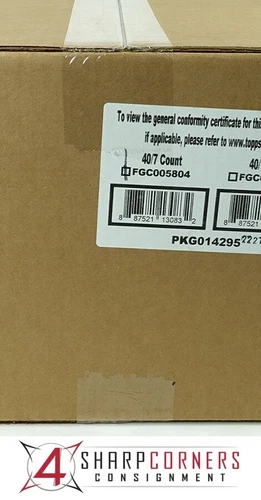 To view the general conformity certificate for this
if applicable, please refer to www.topps
40/7 Count
40/
FGC005804
FGC
8 87521 13083 2
8 87521
PKG014295
4
SHARPCORNERS
CONSIGNMENT